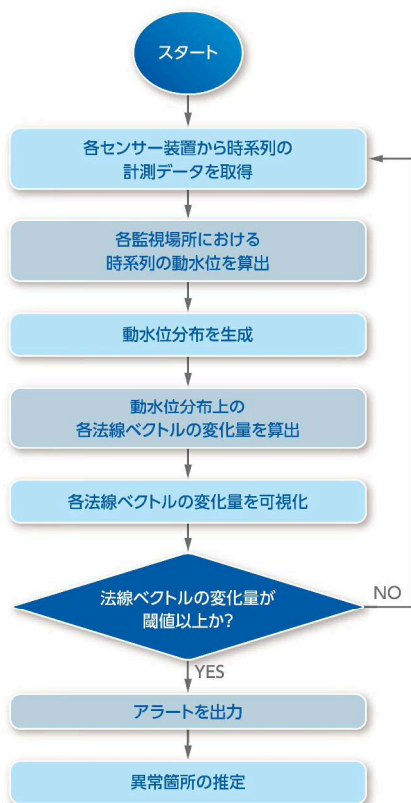 スタート
各センサー装置から時系列の
計測データを取得
各監視場所における
時系列の動水位を算出
動水位分布を生成
動水位分布上の
各法線ベクトルの変化量を算出
各法線ベクトルの変化量を可視化
法線ベクトルの変化量が
閾値以上か?
NO
YES
アラートを出力
異常箇所の推定